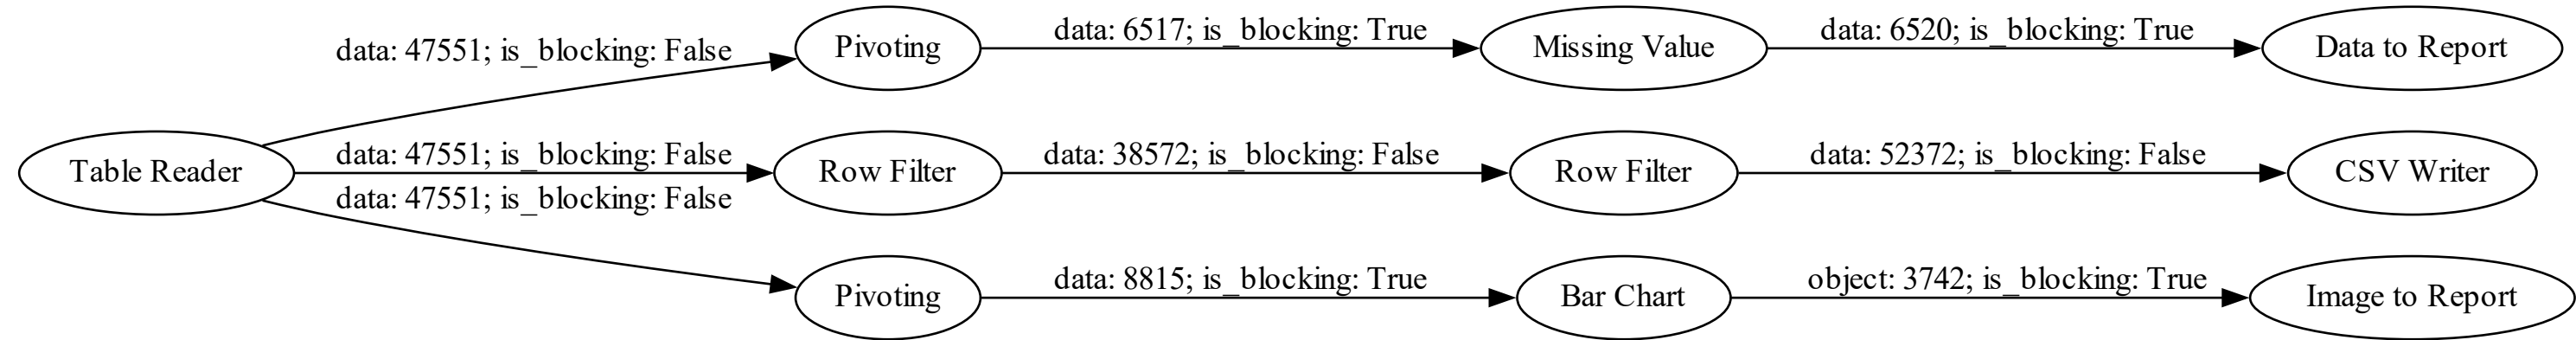 data: 47551; is_blocking: False
Pivoting
data: 6517; is_blocking: True
Missing Value
data: 6520; is_blocking: True
Data to Report
Table Reader
data: 47551; is_blocking: False
Row Filter
data: 38572; is_blocking: False
Row Filter
data: 52372; is_blocking: False
CSV Writer
data: 47551; is_blocking: False
Pivoting
data: 8815; is_blocking: True
Bar Chart
object: 3742; is_blocking: True
Image to Report